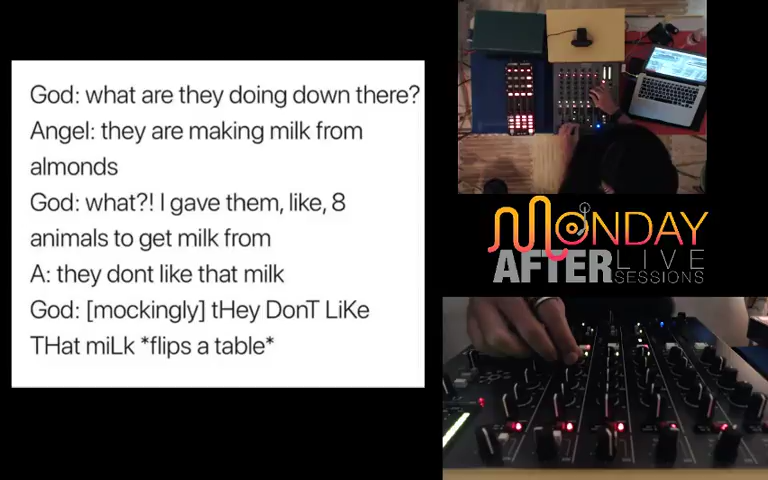 God: what are they doing down there?
Angel: they are making milk from
almonds
God: what?! I gave them, like, 8
animals to get milk from
A: they dont like that milk
God: [mockingly] tHey DonT LiKe
THat miLk *flips a table*
MONDAY
AFTER LIVE
SESSIONS